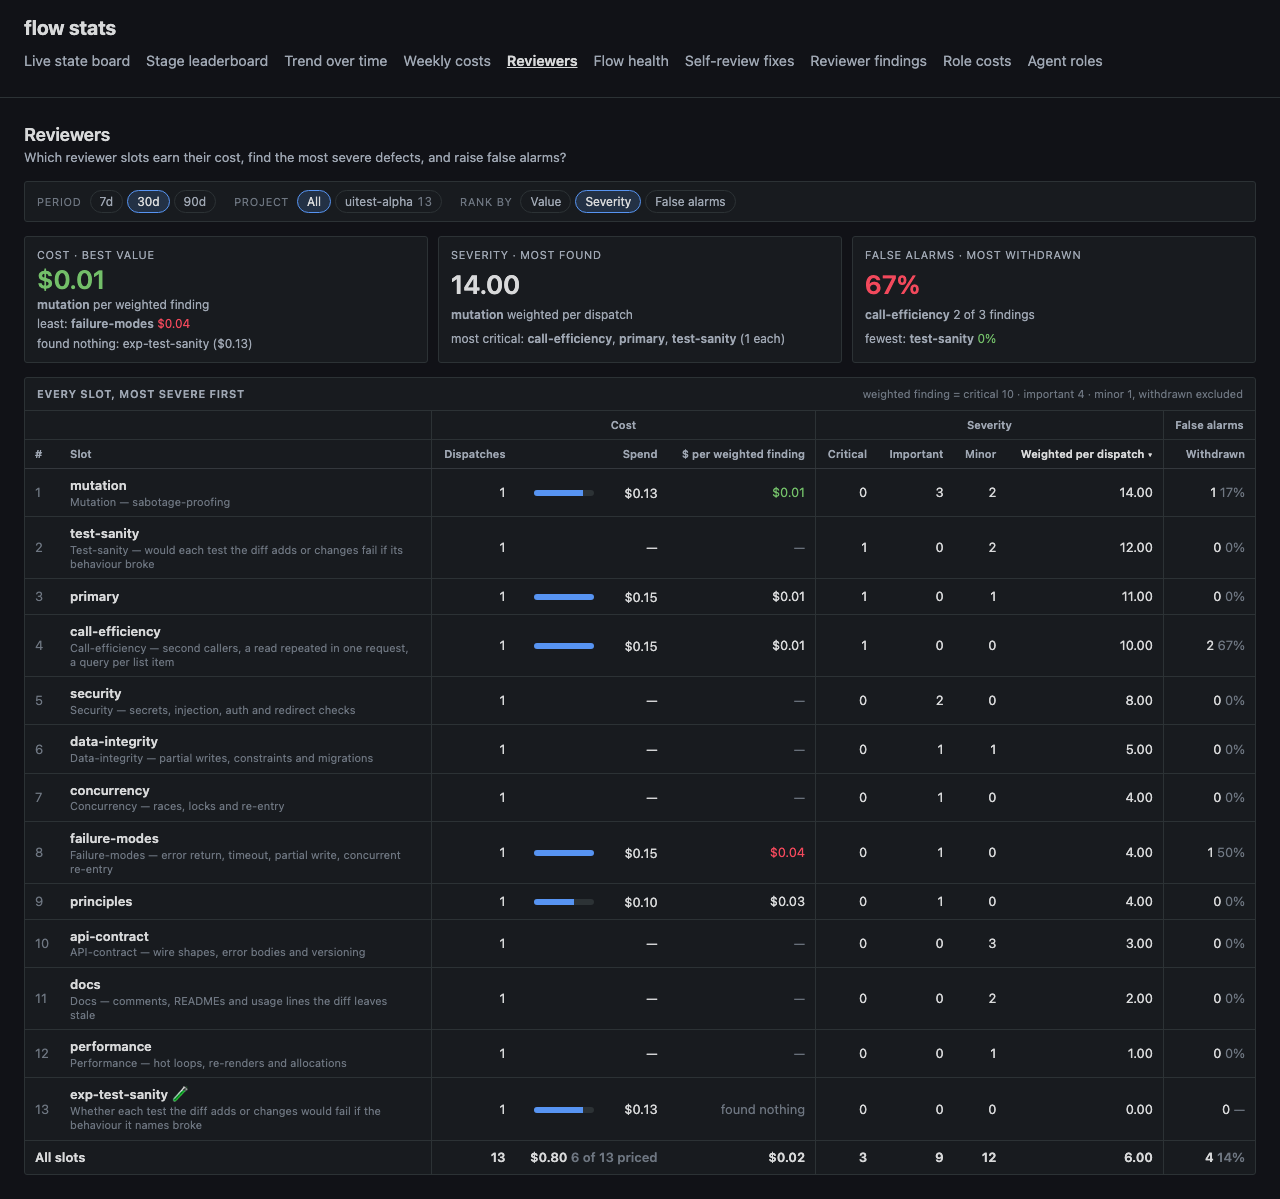 flow stats
Live state board Stage leaderboard Trend over time Weekly costs Reviewers Flow health Self-review fixes Reviewer findings Role costs Agent roles
Reviewers
Which reviewer slots earn their cost, find the most severe defects, and raise false alarms?
PERIOD 7d 30d 90d PROJECT All uitest-alpha 13 RANK BY Value Severity False alarms
COST · BEST VALUE
$0.01
mutation per weighted finding
least: failure-modes $0.04
found nothing: exp-test-sanity ($0.13)
SEVERITY · MOST FOUND
14.00
mutation weighted per dispatch
most critical: call-efficiency, primary, test-sanity (1 each)
FALSE ALARMS · MOST WITHDRAWN
67%
call-efficiency 2 of 3 findings
fewest: test-sanity 0%
EVERY SLOT, MOST SEVERE FIRST weighted finding = critical 10 · important 4 · minor 1, withdrawn excluded
Cost Severity False alarms
# Slot Dispatches Spend $ per weighted finding Critical Important Minor Weighted per dispatch ▾ Withdrawn
1 mutation 1 $0.13 $0.01 0 3 2 14.00 1 17%
Mutation — sabotage-proofing
2 test-sanity 1 — — 1 0 2 12.00 0 0%
Test-sanity — would each test the diff adds or changes fail if its
behaviour broke
3 primary 1 $0.15 $0.01 1 0 1 11.00 0 0%
4 call-efficiency 1 $0.15 $0.01 1 0 0 10.00 2 67%
Call-efficiency — second callers, a read repeated in one request,
a query per list item
5 security 1 — — 0 2 0 8.00 0 0%
Security — secrets, injection, auth and redirect checks
6 data-integrity 1 — — 0 1 1 5.00 0 0%
Data-integrity — partial writes, constraints and migrations
7 concurrency 1 — — 0 1 0 4.00 0 0%
Concurrency — races, locks and re-entry
8 failure-modes 1 $0.15 $0.04 0 1 0 4.00 1 50%
Failure-modes — error return, timeout, partial write, concurrent
re-entry
9 principles 1 $0.10 $0.03 0 1 0 4.00 0 0%
10 api-contract 1 — — 0 0 3 3.00 0 0%
API-contract — wire shapes, error bodies and versioning
11 docs 1 — — 0 0 2 2.00 0 0%
Docs — comments, READMEs and usage lines the diff leaves
stale
12 performance 1 — — 0 0 1 1.00 0 0%
Performance — hot loops, re-renders and allocations
13 exp-test-sanity 🧪 1 $0.13 found nothing 0 0 0 0.00 0 —
Whether each test the diff adds or changes would fail if the
behaviour it names broke
All slots 13 $0.80 6 of 13 priced $0.02 3 9 12 6.00 4 14%